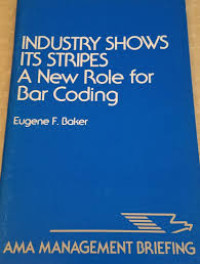 INDUSTRY SHOWS
ITS STRIPES
A New Role for
Bar Coding
Eugene F. Baker
AMA MANAGEMENT BRIEFING